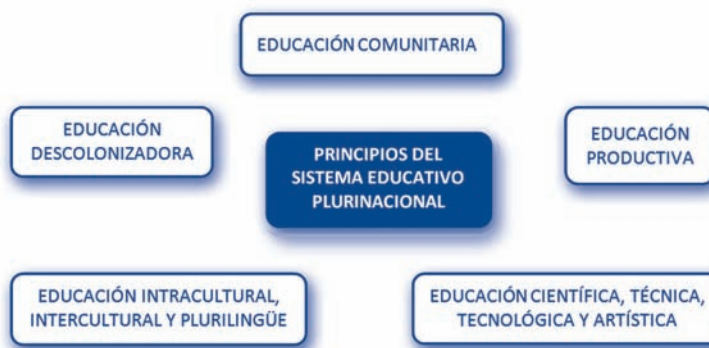 EDUCACIÓN COMUNITARIA
EDUCACIÓN
DESCOLONIZADORA
PRINCIPIOS DEL
SISTEMA EDUCATIVO
PLURINACIONAL
EDUCACIÓN
PRODUCTIVA
EDUCACIÓN INTRACULTURAL,
INTERCULTURAL Y PLURILINGÜE
EDUCACIÓN CIENTÍFICA, TÉCNICA,
TECNOLÓGICA Y ARTÍSTICA